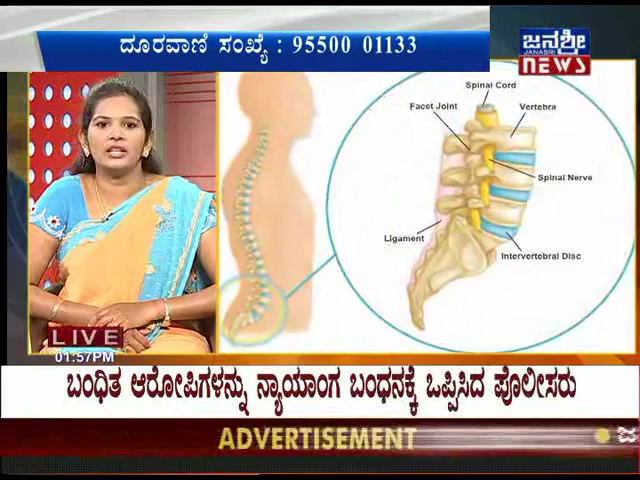 ದೂರವಾಣಿ ಸಂಖ್ಯೆ : 95500 01133
ಜನಶ್ರೀ
JANASRI
NEWS
Spinal Cord
Facet Joint
Vertebra
Spinal Nerve
Ligament
Intervertebral Disc
LIVE
01:57PM
ಬಂಧಿತ ಆರೋಪಿಗಳನ್ನು ನ್ಯಾಯಾಂಗ ಬಂಧನಕ್ಕೆ ಒಪ್ಪಿಸಿದ ಪೊಲೀಸರು
ADVERTISEMENT